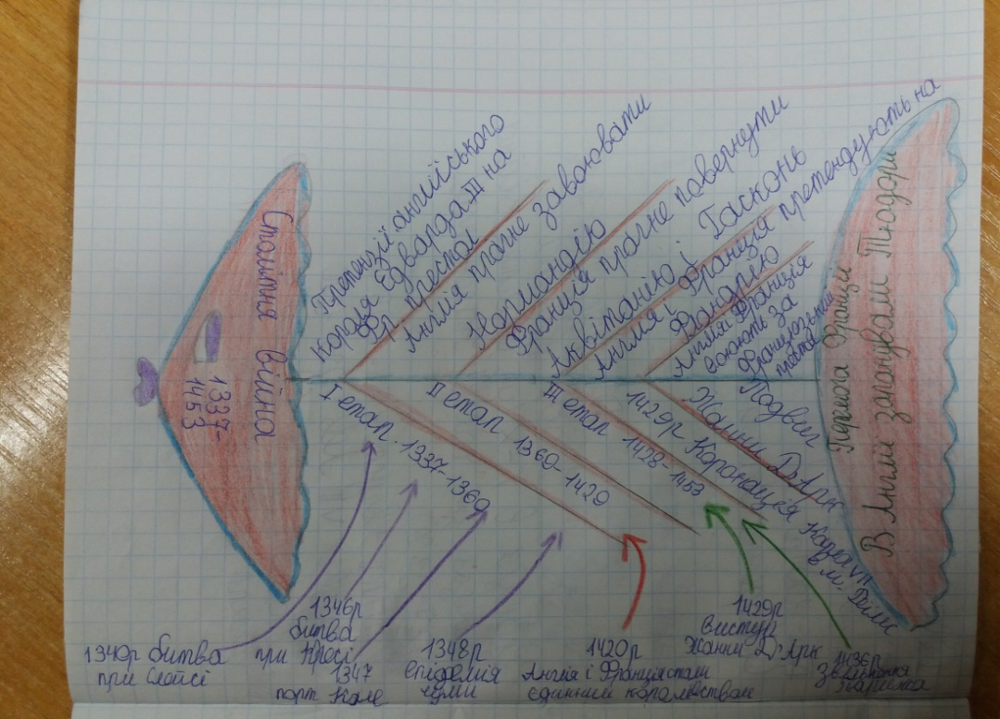 Столітня війна
1337-
1453
Претензії англійського
короля Едварда III на
Фр престол
Англія прагне завоювати
Нормандію
Франція прагне повернути
Аквітанію і Гасконь
Англія і Франція претендують на
Фландрію
Англія і Франція
воюють за
французький
престол
I етап. 1337-1360
II етап 1360-1429
III етап 1428-1453
Подвиг
Жанни Д'Арк
1429р Коронація Карла VII
в м. Реймс
Перемога Франції
В Англії запанували Тюдори
1340р битва
при Слейсі
1346р
битва
при Кресі
1347
порт Кале
1348р
епідемія
чуми
1420р
Англія і Франція стали
єдинним королівством
1429р
виступ
Жанни Д'Арк
1436р
звільнення
Парижа